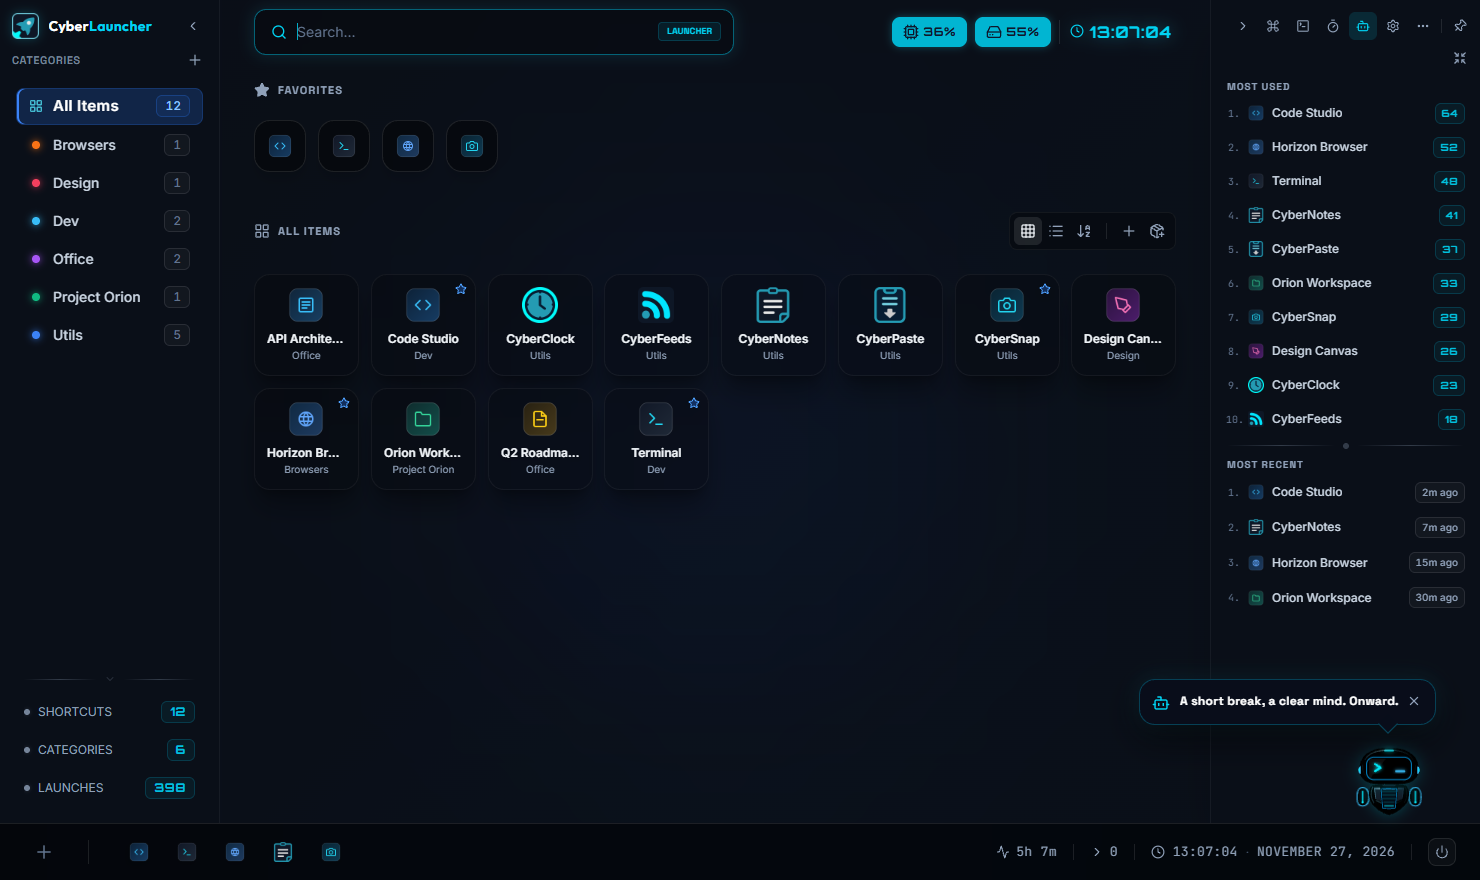 CyberLauncher
CATEGORIES
All Items 12
Browsers 1
Design 1
Dev 2
Office 2
Project Orion 1
Utils 5
SHORTCUTS 12
CATEGORIES 6
LAUNCHES 398
Search... LAUNCHER
36% 55% 13:07:04
FAVORITES
ALL ITEMS
API Archite... Code Studio CyberClock CyberFeeds CyberNotes CyberPaste CyberSnap Design Can...
Office Dev Utils Utils Utils Utils Utils Design
Horizon Br... Orion Work... Q2 Roadma... Terminal
Browsers Project Orion Office Dev
MOST USED
1. Code Studio 64
2. Horizon Browser 52
3. Terminal 48
4. CyberNotes 41
5. CyberPaste 37
6. Orion Workspace 33
7. CyberSnap 29
8. Design Canvas 26
9. CyberClock 23
10. CyberFeeds 18
MOST RECENT
1. Code Studio 2m ago
2. CyberNotes 7m ago
3. Horizon Browser 15m ago
4. Orion Workspace 30m ago
A short break, a clear mind. Onward.
5h 7m 0 13:07:04 · NOVEMBER 27, 2026